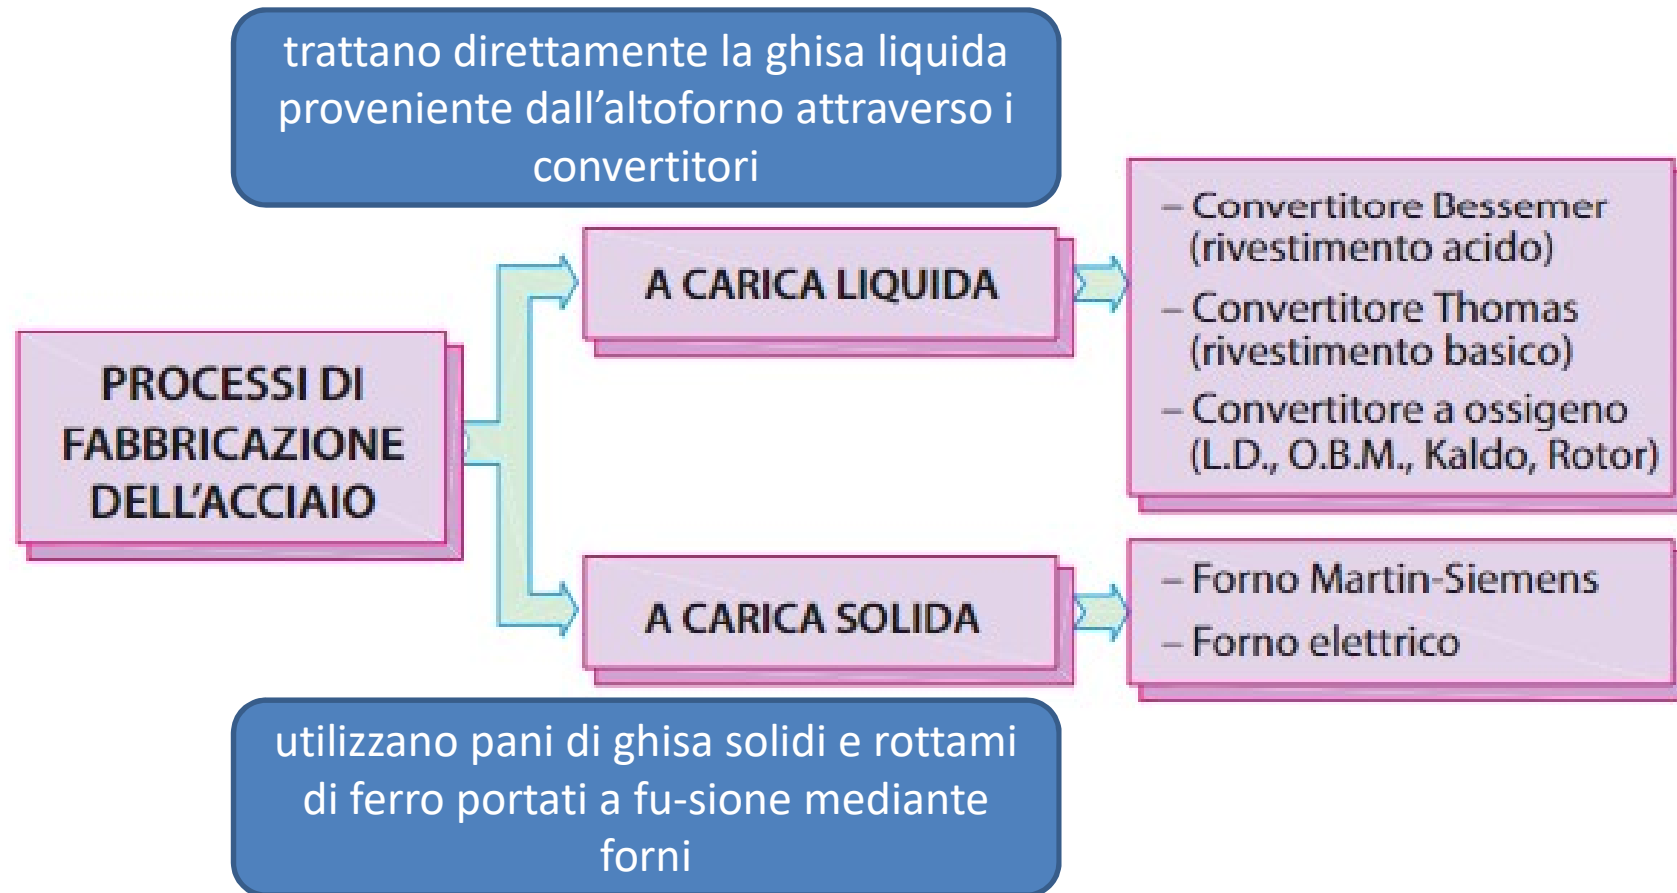 trattano direttamente la ghisa liquida
proveniente dall’altoforno attraverso i
convertitori
PROCESSI DI
FABBRICAZIONE
DELL’ACCIAIO
A CARICA LIQUIDA
– Convertitore Bessemer
(rivestimento acido)
– Convertitore Thomas
(rivestimento basico)
– Convertitore a ossigeno
(L.D., O.B.M., Kaldo, Rotor)
A CARICA SOLIDA
– Forno Martin-Siemens
– Forno elettrico
utilizzano pani di ghisa solidi e rottami
di ferro portati a fu-sione mediante
forni